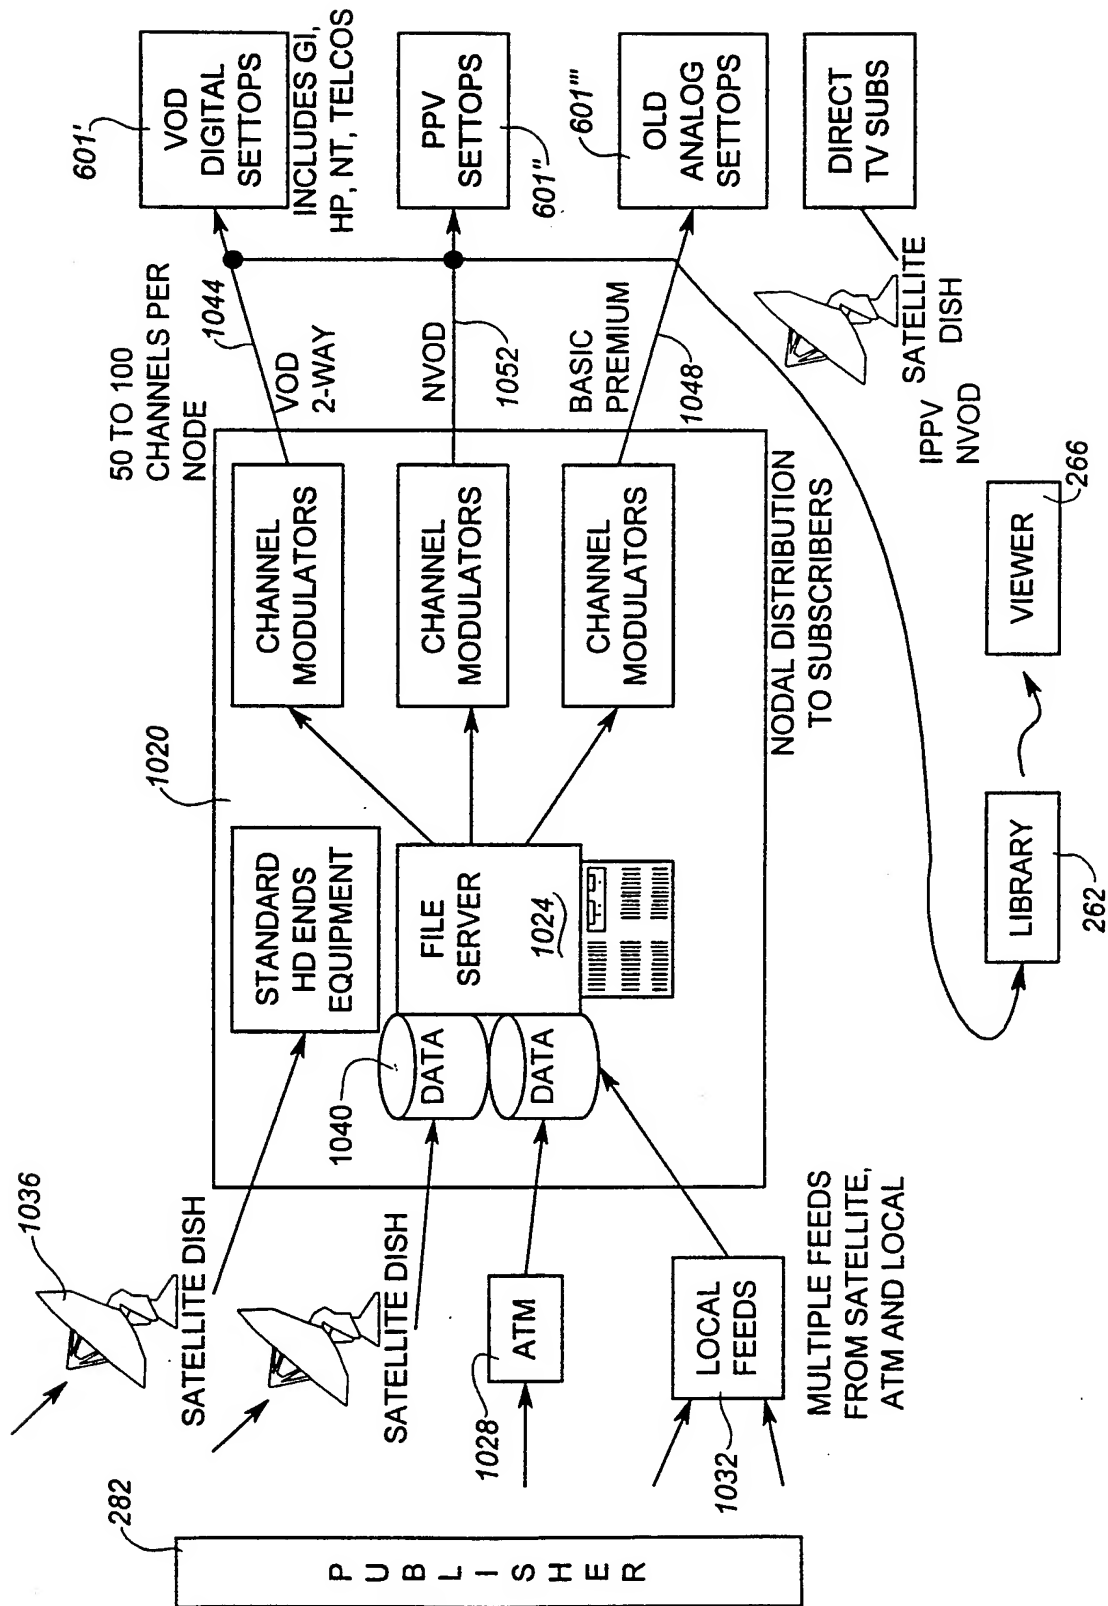 282
PUBLISHER
1036
SATELLITE DISH
SATELLITE DISH
1028
ATM
1032
LOCAL
FEEDS
MULTIPLE FEEDS
FROM SATELLITE,
ATM AND LOCAL
1020
STANDARD
HD ENDS
EQUIPMENT
1040
DATA
DATA
FILE
SERVER
1024
CHANNEL
MODULATORS
CHANNEL
MODULATORS
CHANNEL
MODULATORS
NODAL DISTRIBUTION
TO SUBSCRIBERS
50 TO 100
CHANNELS PER
NODE
1044
VOD
2-WAY
NVOD
1052
BASIC
PREMIUM
1048
601'
VOD
DIGITAL
SETTOPS
INCLUDES GI,
HP, NT, TELCOS
PPV
SETTOPS
601"
601"'
OLD
ANALOG
SETTOPS
DIRECT
TV SUBS
SATELLITE
DISH
IPPV
NVOD
LIBRARY
262
VIEWER
266